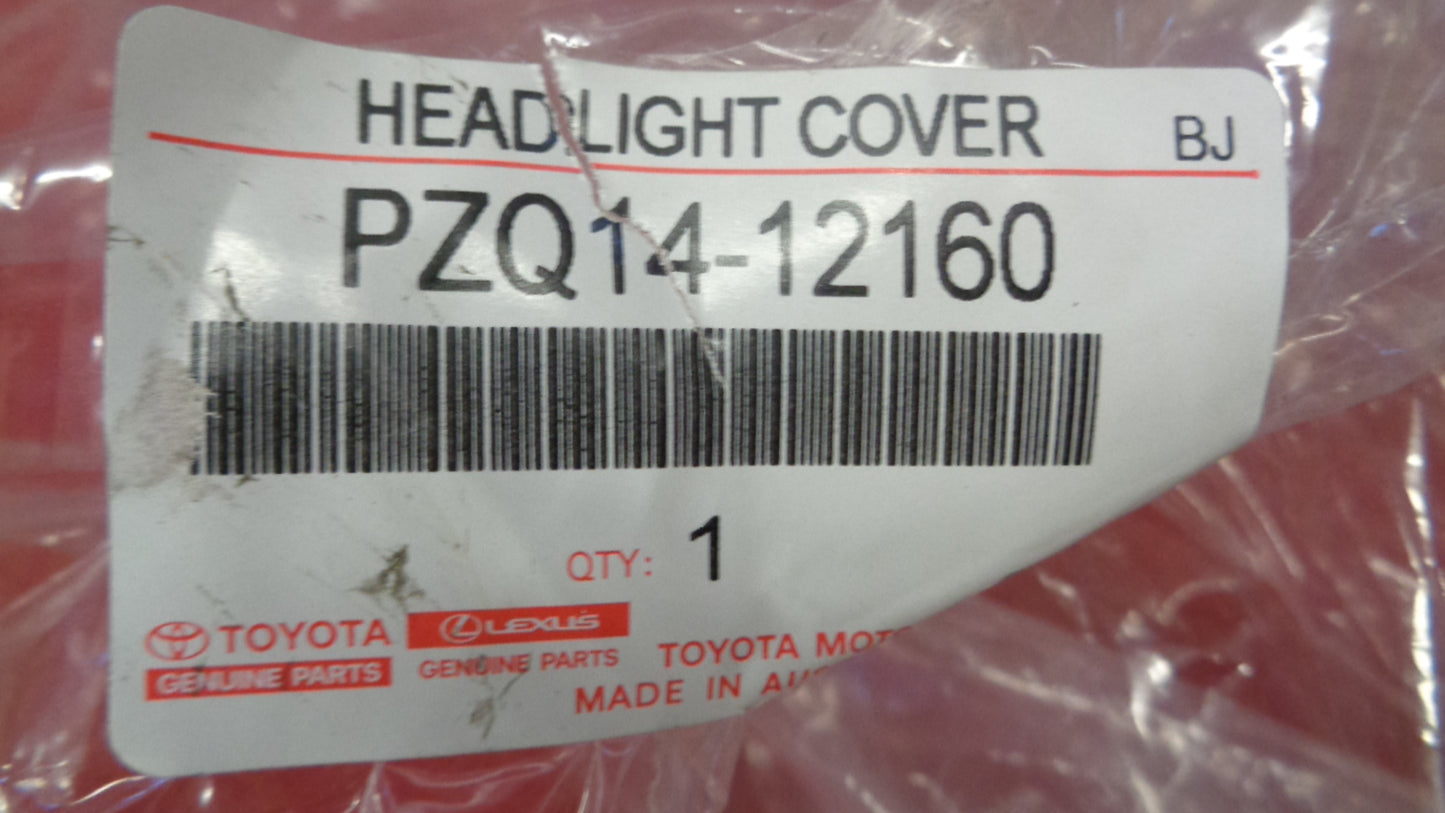 HEADLIGHT COVER BJ
PZQ14-12160
QTY: 1
TOYOTA LEXUS
GENUINE PARTS GENUINE PARTS
TOYOTA
MADE IN